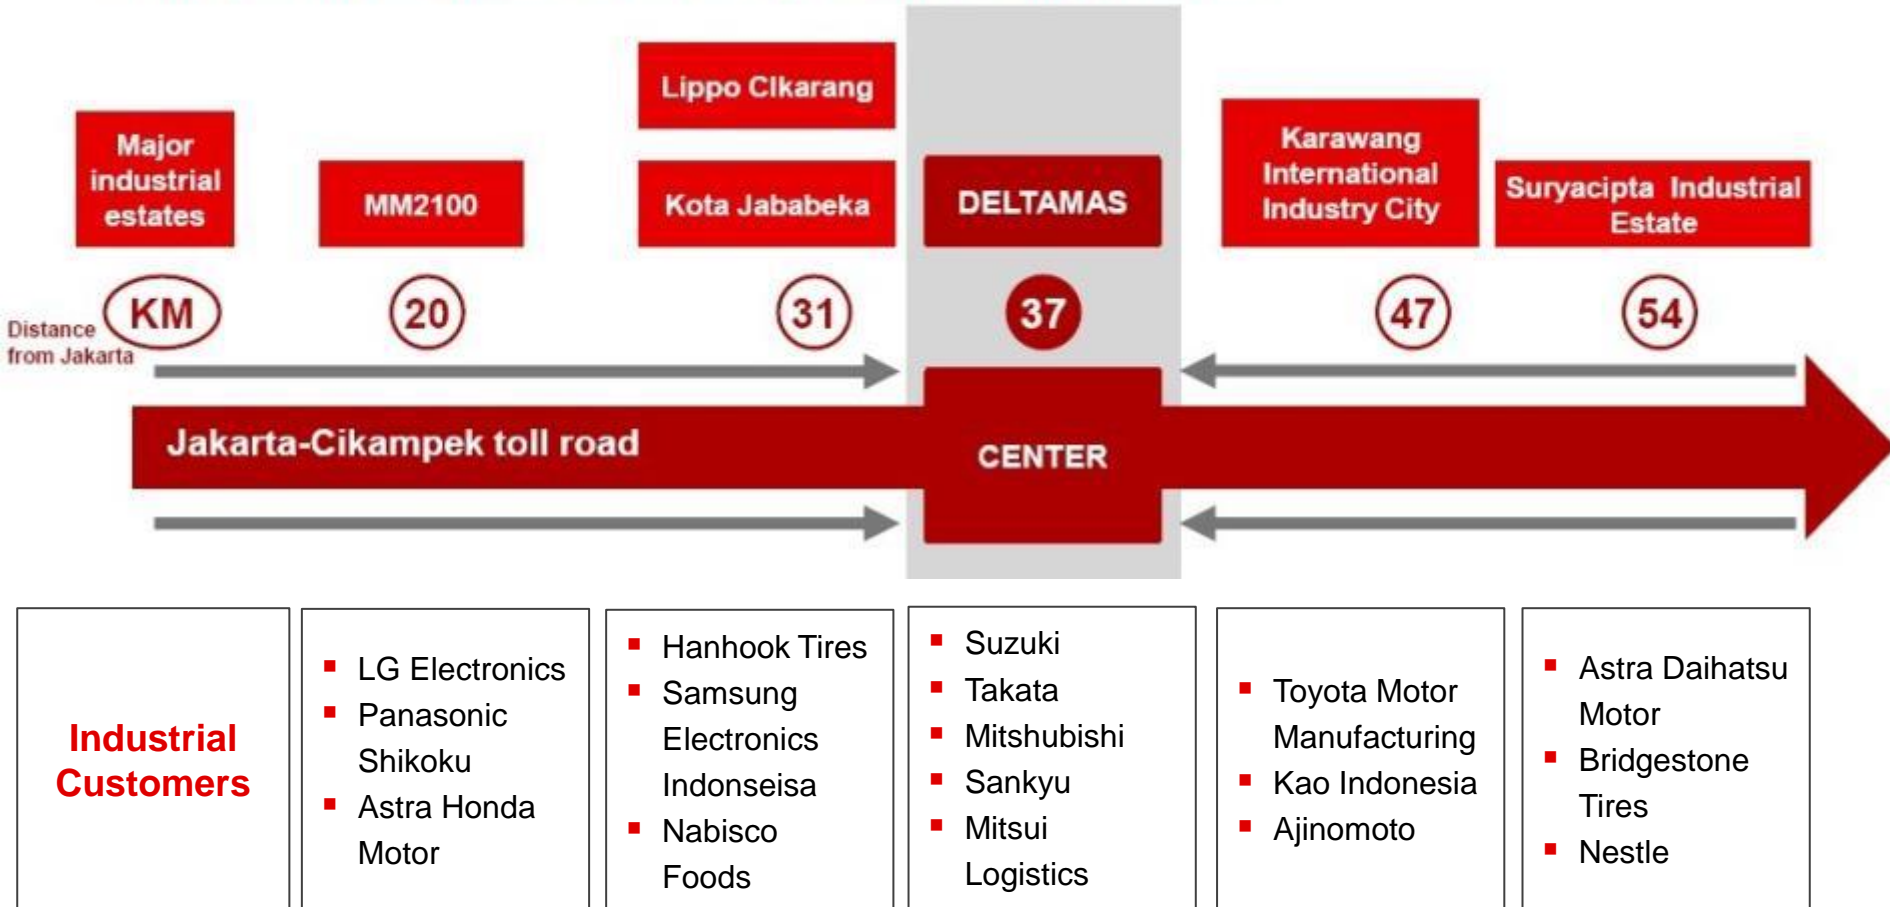 Lippo CIkarang
Major
industrial
estates
MM2100
Kota Jababeka
DELTAMAS
Karawang
International
Industry City
Suryacipta Industrial
Estate
Distance
from Jakarta
KM
20
31
37
47
54
Jakarta-Cikampek toll road
CENTER
Industrial
Customers
▪ LG Electronics
▪ Panasonic
Shikoku
▪ Astra Honda
Motor
▪ Hanhook Tires
▪ Samsung
Electronics
Indonseisa
▪ Nabisco
Foods
▪ Suzuki
▪ Takata
▪ Mitshubishi
▪ Sankyu
▪ Mitsui
Logistics
▪ Toyota Motor
Manufacturing
▪ Kao Indonesia
▪ Ajinomoto
▪ Astra Daihatsu
Motor
▪ Bridgestone
Tires
▪ Nestle